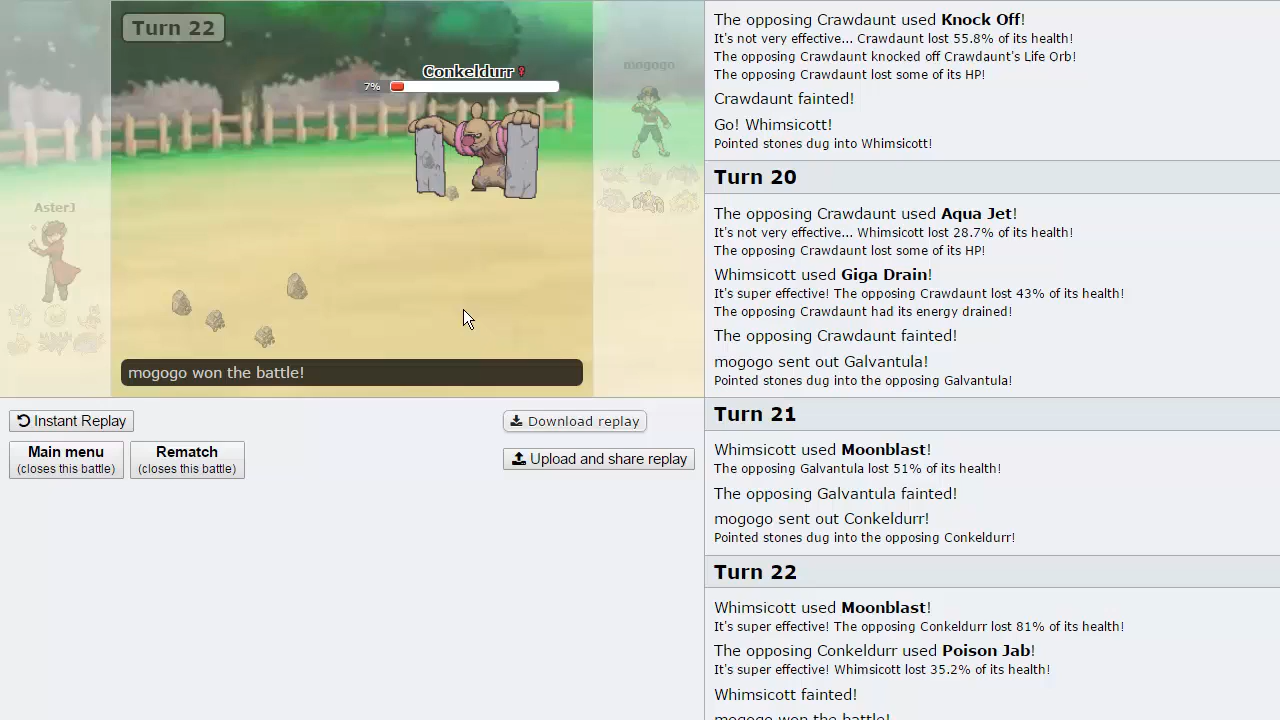 Turn 22
Conkeldurr
7%
mogogo
AsterJ
mogogo won the battle!
Instant Replay
Download replay
Main menu
(closes this battle)
Rematch
(closes this battle)
Upload and share replay
The opposing Crawdaunt used Knock Off!
It's not very effective... Crawdaunt lost 55.8% of its health!
The opposing Crawdaunt knocked off Crawdaunt's Life Orb!
The opposing Crawdaunt lost some of its HP!
Crawdaunt fainted!
Go! Whimsicott!
Pointed stones dug into Whimsicott!
Turn 20
The opposing Crawdaunt used Aqua Jet!
It's not very effective... Whimsicott lost 28.7% of its health!
The opposing Crawdaunt lost some of its HP!
Whimsicott used Giga Drain!
It's super effective! The opposing Crawdaunt lost 43% of its health!
The opposing Crawdaunt had its energy drained!
The opposing Crawdaunt fainted!
mogogo sent out Galvantula!
Pointed stones dug into the opposing Galvantula!
Turn 21
Whimsicott used Moonblast!
The opposing Galvantula lost 51% of its health!
The opposing Galvantula fainted!
mogogo sent out Conkeldurr!
Pointed stones dug into the opposing Conkeldurr!
Turn 22
Whimsicott used Moonblast!
It's super effective! The opposing Conkeldurr lost 81% of its health!
The opposing Conkeldurr used Poison Jab!
It's super effective! Whimsicott lost 35.2% of its health!
Whimsicott fainted!
mogogo won the battle!